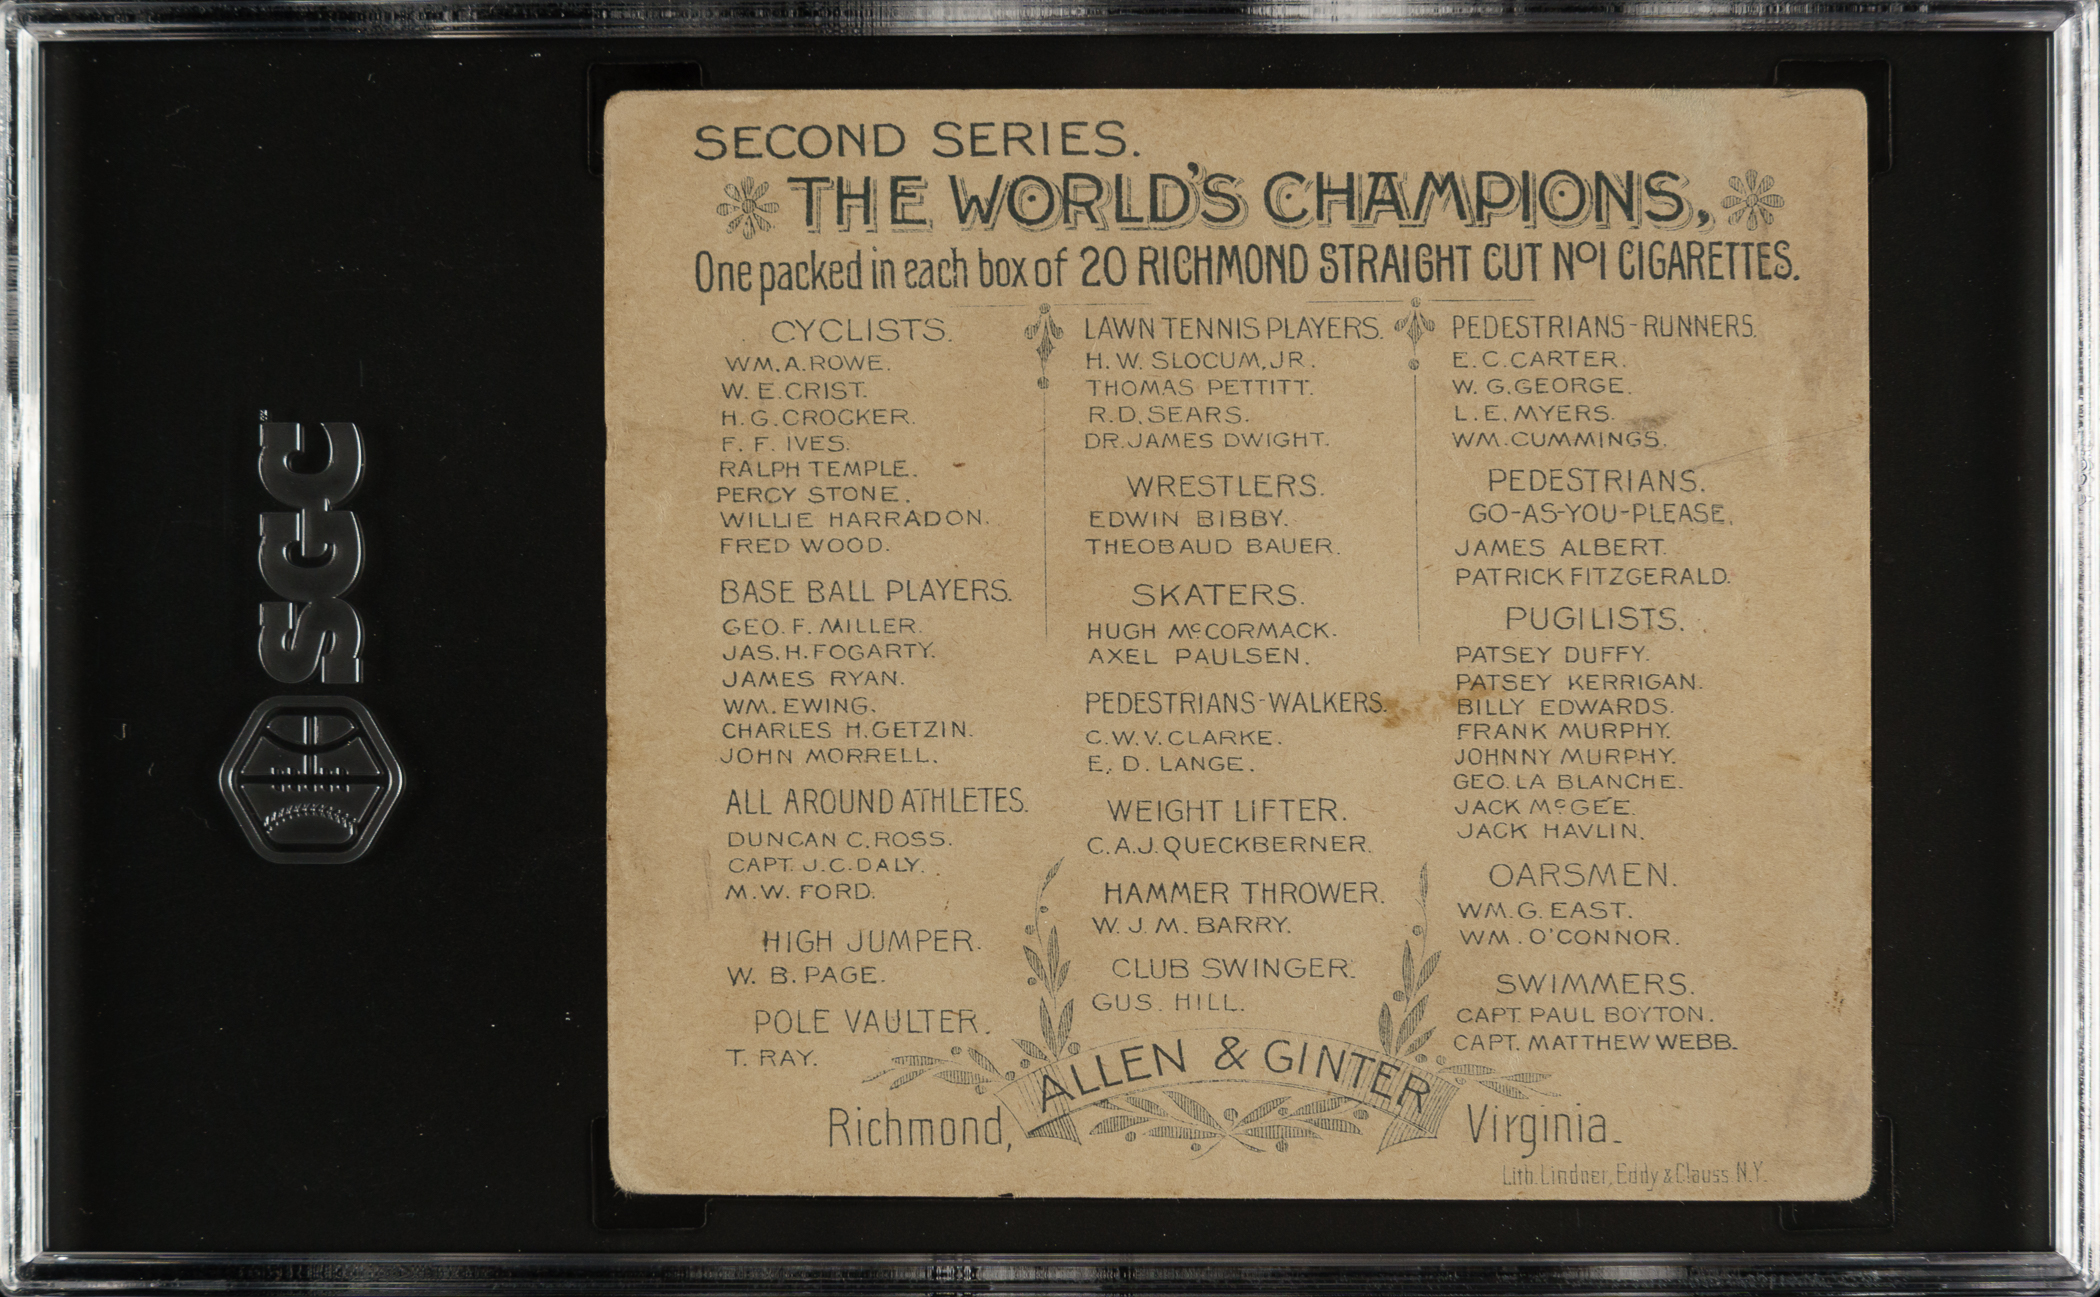 SECOND SERIES.
THE WORLD'S CHAMPIONS,
One packed in each box of 20 RICHMOND STRAIGHT CUT No1 CIGARETTES.
CYCLISTS.
WM. A. ROWE.
W. E. CRIST.
H. G. CROCKER.
F. F. IVES.
RALPH TEMPLE.
PERCY STONE.
WILLIE HARRADON.
FRED WOOD.
BASE BALL PLAYERS.
GEO. F. MILLER.
JAS. H. FOGARTY.
JAMES RYAN.
WM. EWING.
CHARLES H. GETZIN.
JOHN MORRELL.
ALL AROUND ATHLETES.
DUNCAN C. ROSS.
CAPT. J. C. DALY.
M. W. FORD.
HIGH JUMPER.
W. B. PAGE.
POLE VAULTER.
T. RAY.
LAWN TENNIS PLAYERS.
H. W. SLOCUM, JR.
THOMAS PETTITT.
R. D. SEARS.
DR. JAMES DWIGHT.
WRESTLERS.
EDWIN BIBBY.
THEOBAUD BAUER.
SKATERS.
HUGH McCORMACK.
AXEL PAULSEN.
PEDESTRIANS-WALKERS.
C. W. V. CLARKE.
E. D. LANGE.
WEIGHT LIFTER.
C. A. J. QUECKBERNER.
HAMMER THROWER.
W. J. M. BARRY.
CLUB SWINGER.
GUS. HILL.
PEDESTRIANS-RUNNERS.
E. C. CARTER.
W. G. GEORGE.
L. E. MYERS.
WM. CUMMINGS.
PEDESTRIANS.
GO-AS-YOU-PLEASE.
JAMES ALBERT.
PATRICK FITZGERALD.
PUGILISTS.
PATSEY DUFFY.
PATSEY KERRIGAN.
BILLY EDWARDS.
FRANK MURPHY.
JOHNNY MURPHY.
GEO. LA BLANCHE.
JACK McGEE.
JACK HAVLIN.
OARSMEN.
WM. G. EAST.
WM. O'CONNOR.
SWIMMERS.
CAPT. PAUL BOYTON.
CAPT. MATTHEW WEBB.
ALLEN & GINTER
Richmond, Virginia.
Lith. Lindner, Eddy & Clauss. N.Y.
SGC